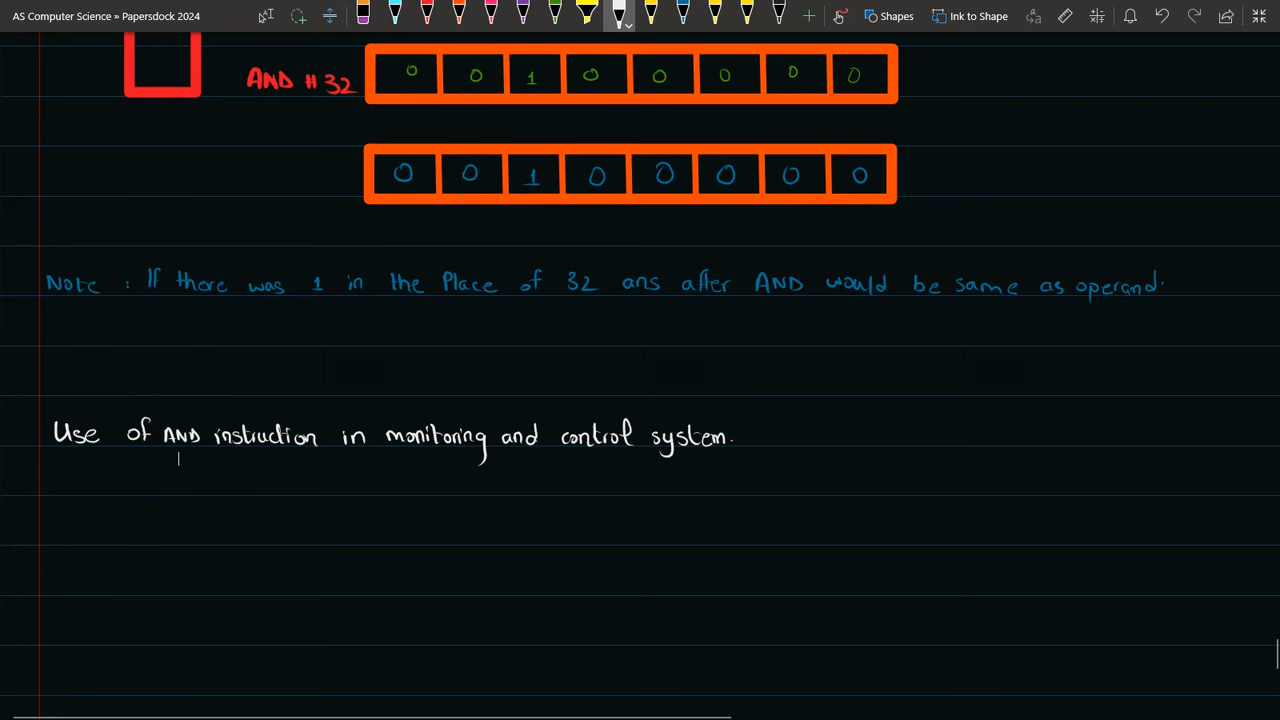 AS Computer Science » Papersdock 2024
Shapes
Ink to Shape
AND # 32
0 0 1 0 0 0 0 0
0 0 1 0 0 0 0 0
Note : If there was 1 in the Place of 32 ans after AND would be same as operand.
Use of AND instruction in monitoring and control system.